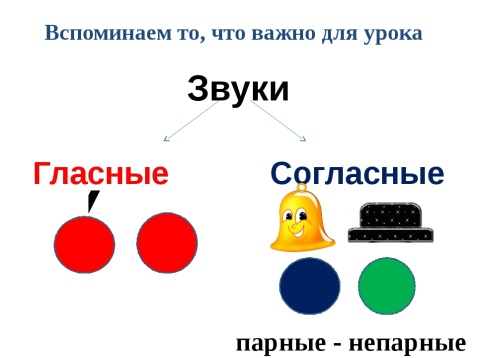 Вспоминаем то, что важно для урока
Звуки
Гласные
Согласные
парные - непарные